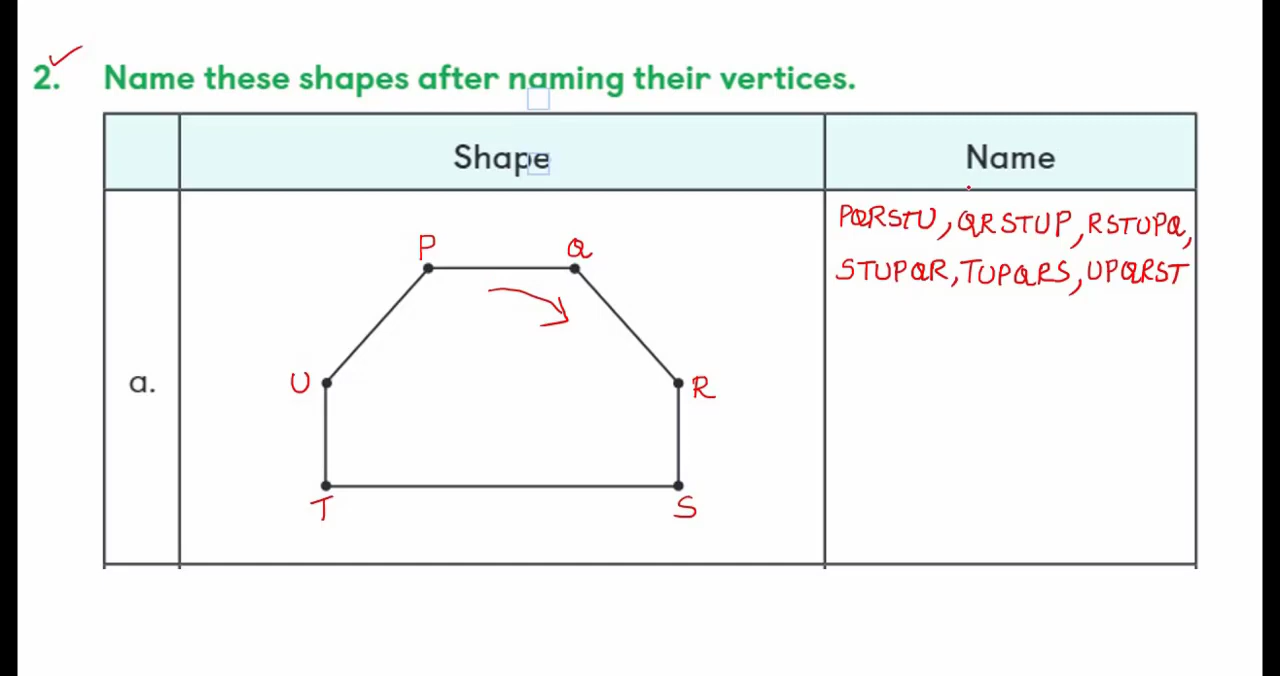 2. Name these shapes after naming their vertices.
Shape Name
PQRSTU, QRSTUP, RSTUPQ,
STUPQR, TUPQRS, UPQRST
P Q
U R
a.
T S